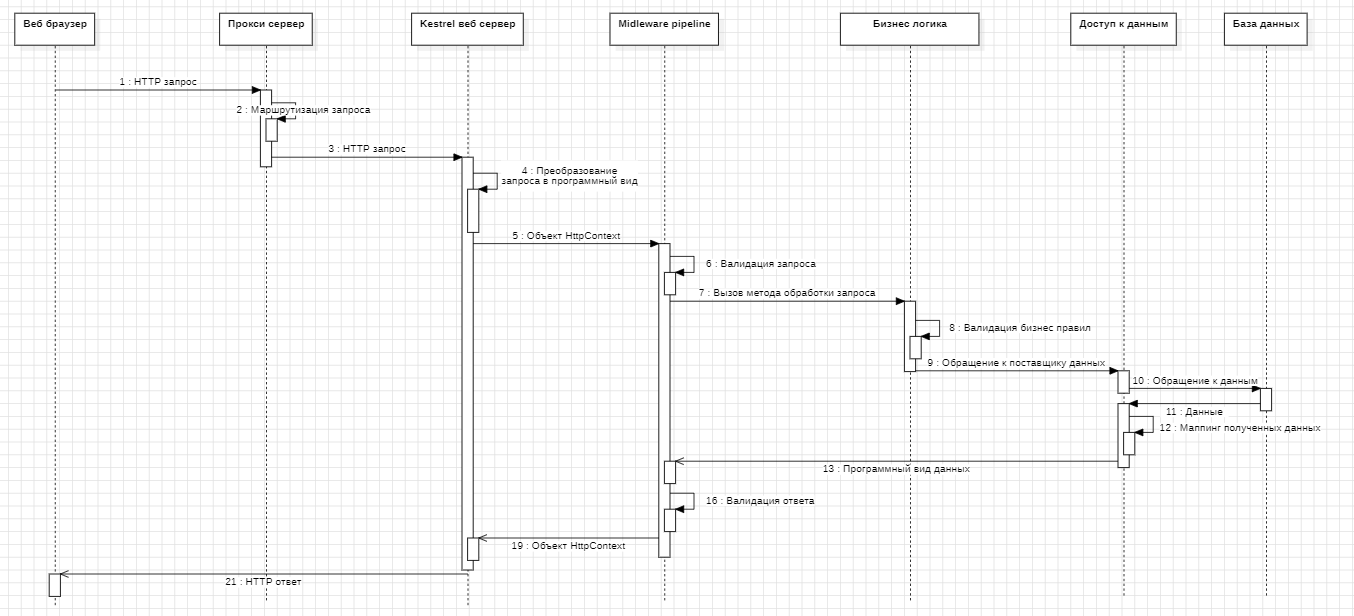 Веб браузер
Прокси сервер
Kestrel веб сервер
Midleware pipeline
Бизнес логика
Доступ к данным
База данных
1 : HTTP запрос
2 : Маршрутизация запроса
3 : HTTP запрос
4 : Преобразование
запроса в программный вид
5 : Объект HttpContext
6 : Валидация запроса
7 : Вызов метода обработки запроса
8 : Валидация бизнес правил
9 : Обращение к поставщику данных
10 : Обращение к данным
11 : Данные
12 : Маппинг полученных данных
13 : Программный вид данных
16 : Валидация ответа
19 : Объект HttpContext
21 : HTTP ответ